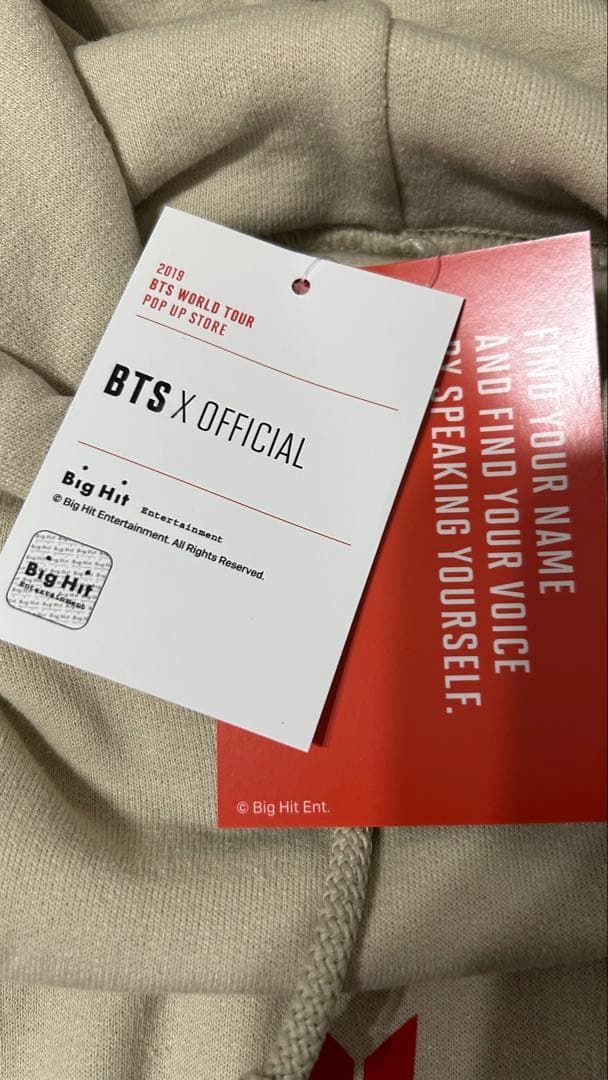 2019
BTS WORLD TOUR
POP UP STORE
BTS X OFFICIAL
Big Hit Entertainment
© Big Hit Entertainment. All Rights Reserved.
Big Hit
Entertainment
FIND YOUR NAME
AND FIND YOUR VOICE
BY SPEAKING YOURSELF.
© Big Hit Ent.